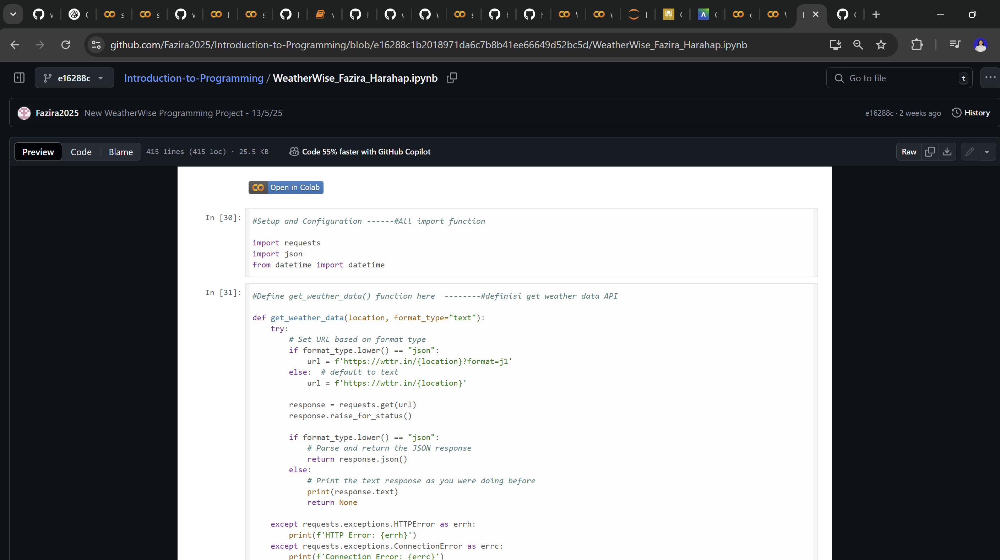 github.com/Fazira2025/Introduction-to-Programming/blob/e16288c1b2018971da6c7b8b41ee66649d52bc5d/WeatherWise_Fazira_Harahap.ipynb
e16288c
Introduction-to-Programming / WeatherWise_Fazira_Harahap.ipynb
Go to file
t
Fazira2025 New WeatherWise Programming Project - 13/5/25
e16288c · 2 weeks ago
History
Preview
Code
Blame
415 lines (415 loc) · 25.5 KB
Code 55% faster with GitHub Copilot
Raw
Open in Colab
In [30]:
#Setup and Configuration ------#All import function
import requests
import json
from datetime import datetime
In [31]:
#Define get_weather_data() function here  --------#definisi get weather data API
def get_weather_data(location, format_type="text"):
    try:
        # Set URL based on format type
        if format_type.lower() == "json":
            url = f'https://wttr.in/{location}?format=j1'
        else:  # default to text
            url = f'https://wttr.in/{location}'
        response = requests.get(url)
        response.raise_for_status()
        if format_type.lower() == "json":
            # Parse and return the JSON response
            return response.json()
        else:
            # Print the text response as you were doing before
            print(response.text)
            return None
    except requests.exceptions.HTTPError as errh:
        print(f'HTTP Error: {errh}')
    except requests.exceptions.ConnectionError as errc:
        print(f'Connection Error: {errc}')